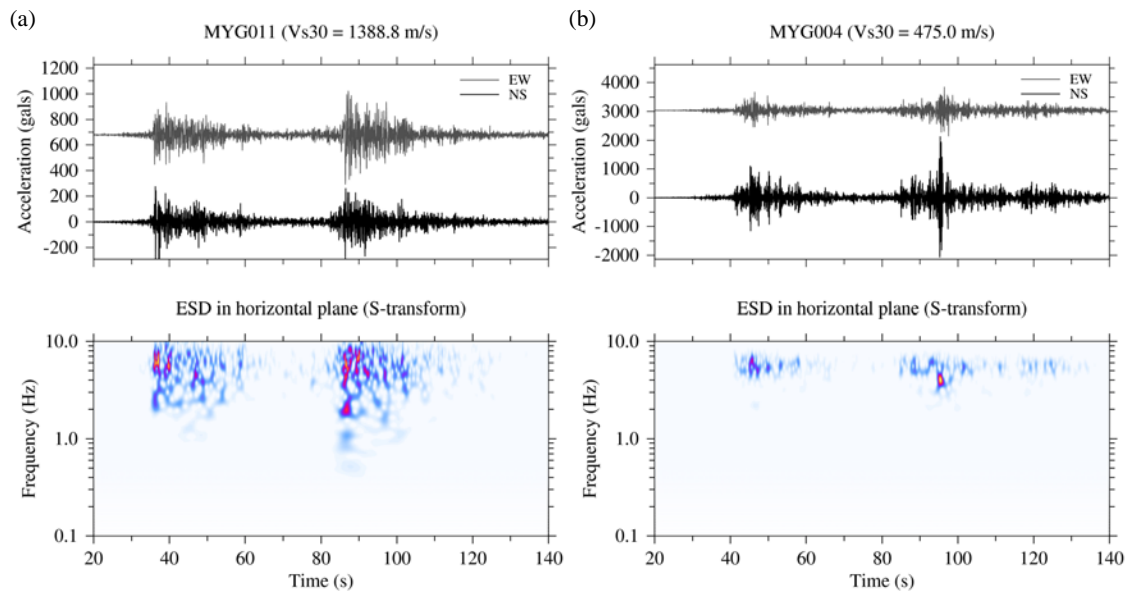 (a)
MYG011 (Vs30 = 1388.8 m/s)
1200
1000
800
600
400
200
0
-200
Acceleration (gals)
EW
NS
ESD in horizontal plane (S-transform)
10.0
1.0
0.1
Frequency (Hz)
20 40 60 80 100 120 140
Time (s)
(b)
MYG004 (Vs30 = 475.0 m/s)
4000
3000
2000
1000
0
-1000
-2000
Acceleration (gals)
EW
NS
ESD in horizontal plane (S-transform)
10.0
1.0
0.1
Frequency (Hz)
20 40 60 80 100 120 140
Time (s)